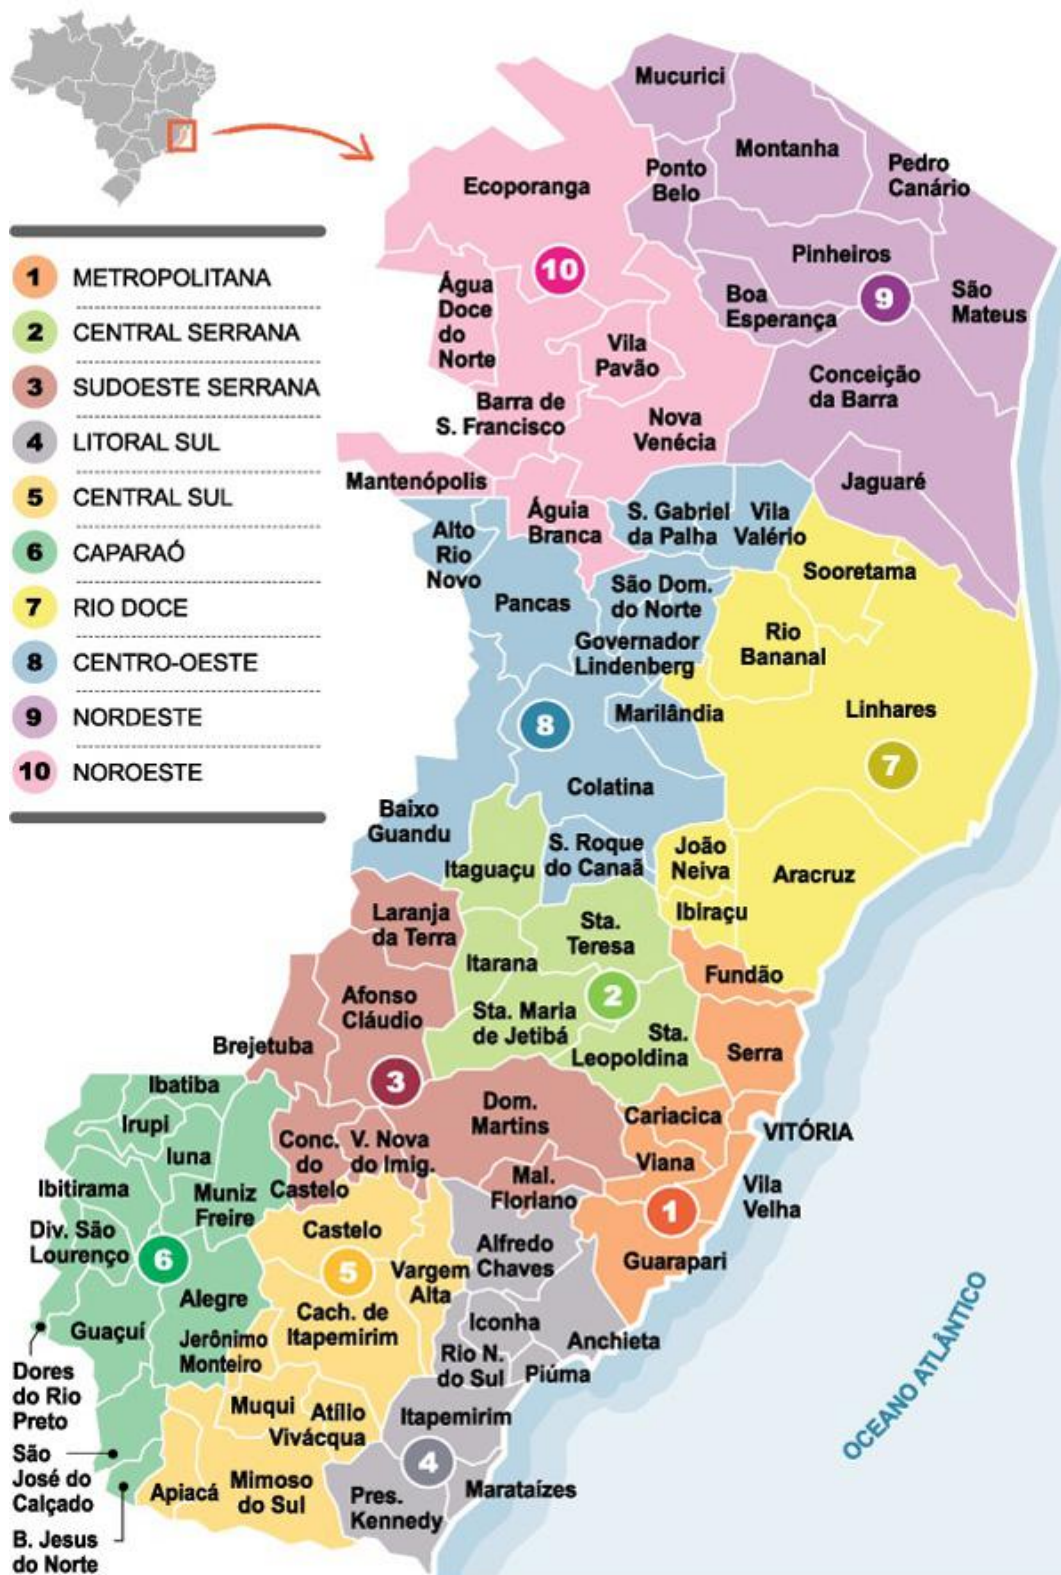 1 METROPOLITANA
2 CENTRAL SERRANA
3 SUDOESTE SERRANA
4 LITORAL SUL
5 CENTRAL SUL
6 CAPARAÓ
7 RIO DOCE
8 CENTRO-OESTE
9 NORDESTE
10 NOROESTE
Mucurici
Montanha
Pedro
Canário
Ponto
Belo
Ecoporanga
10
Pinheiros
9
São
Mateus
Boa
Esperança
Água
Doce
do
Norte
Vila
Pavão
Conceição
da Barra
Barra de
S. Francisco
Nova
Venécia
Mantenópolis
Jaguaré
Águia
Branca
S. Gabriel
da Palha
Vila
Valério
Alto
Rio
Novo
Sooretama
Pancas
São Dom.
do Norte
Rio
Bananal
Governador
Lindenberg
Marilândia
Linhares
8
7
Colatina
Baixo
Guandu
Itaguaçu
S. Roque
do Canaã
João
Neiva
Aracruz
Ibiraçu
Laranja
da Terra
Sta.
Teresa
Itarana
Fundão
Afonso
Cláudio
2
Sta. Maria
de Jetibá
Sta.
Leopoldina
Serra
Brejetuba
3
Ibatiba
Dom.
Martins
Cariacica
VITÓRIA
Irupi
Iuna
Conc.
do
Castelo
V. Nova
do Imig.
Viana
Mal.
Floriano
Vila
Velha
Ibitirama
Muniz
Freire
1
Div. São
Lourenço
6
Castelo
5
Alfredo
Chaves
Guarapari
Vargem
Alta
Alegre
Cach. de
Itapemirim
Guaçuí
Jerônimo
Monteiro
Iconha
Anchieta
Rio N.
do Sul
Piúma
Dores
do Rio
Preto
Muqui
Atílio
Vivácqua
Itapemirim
São
José do
Calçado
4
Apiacá
Mimoso
do Sul
Pres.
Kennedy
Marataízes
B. Jesus
do Norte
OCEANO ATLÂNTICO